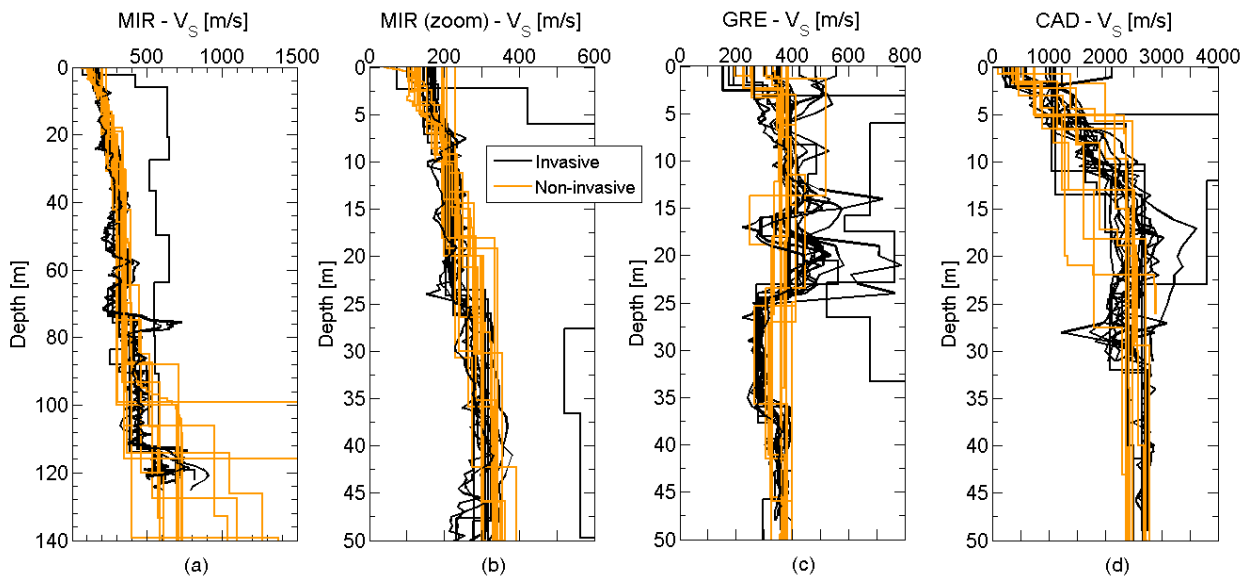 MIR - V_S [m/s]
500 1000 1500
0
20
40
60
80
100
120
140
Depth [m]
(a)
MIR (zoom) - V_S [m/s]
0 200 400 600
0
5
10
15
20
25
30
35
40
45
50
Depth [m]
Invasive
Non-invasive
(b)
GRE - V_S [m/s]
0 200 400 600 800
0
5
10
15
20
25
30
35
40
45
50
Depth [m]
(c)
CAD - V_S [m/s]
0 1000 2000 3000 4000
0
5
10
15
20
25
30
35
40
45
50
Depth [m]
(d)